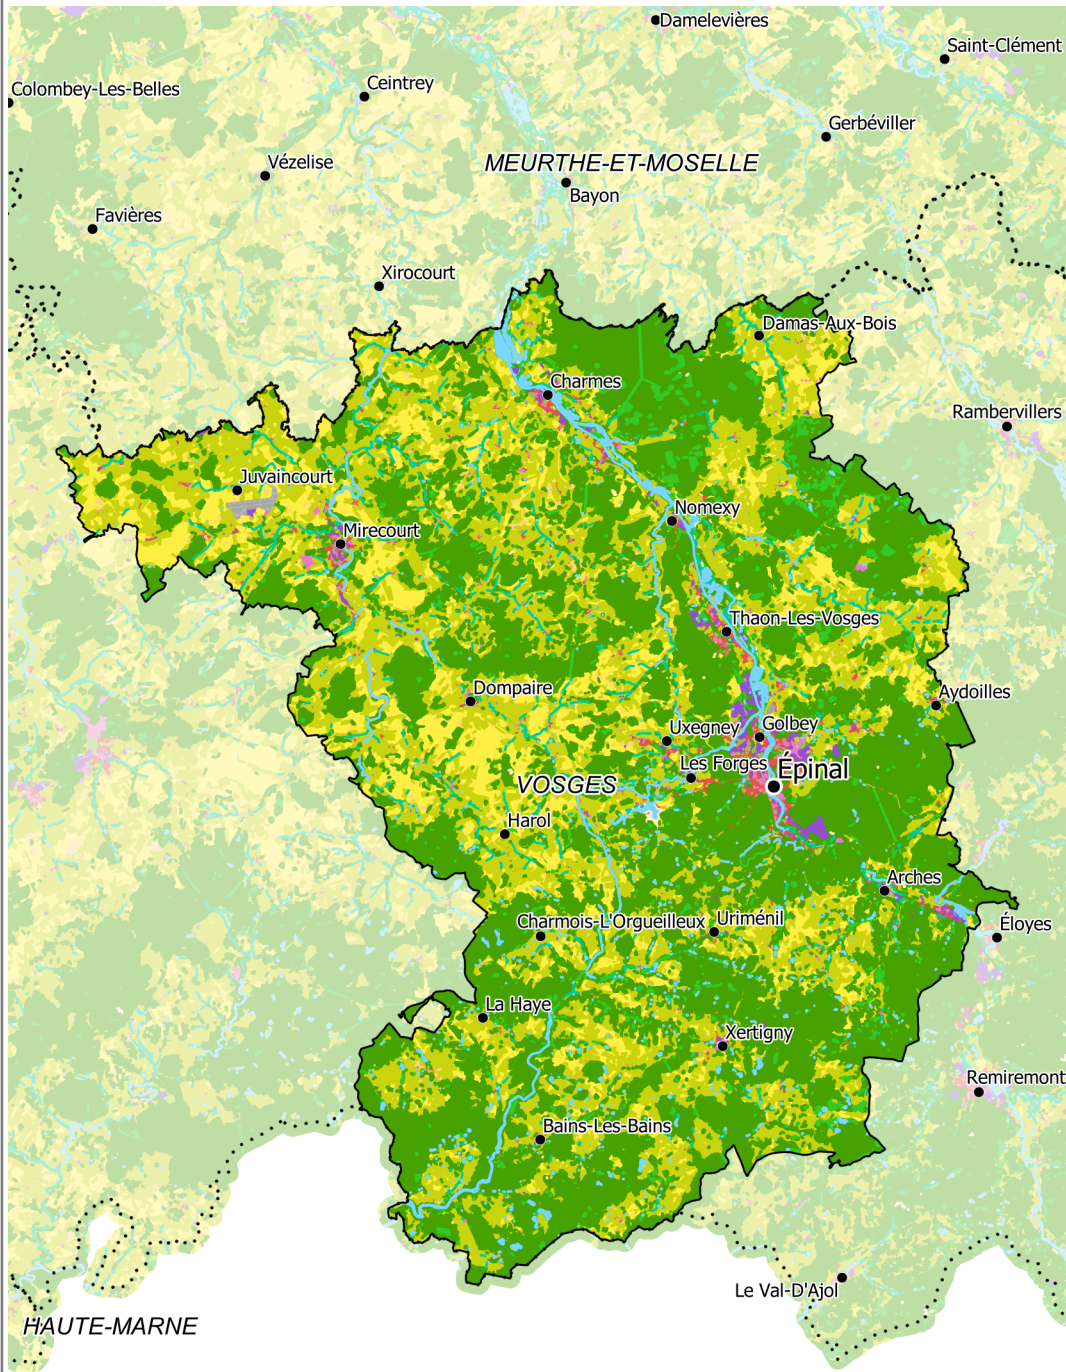 Damelevières
Saint-Clément
Colombey-Les-Belles
Ceintrey
Gerbéviller
Vézelise
MEURTHE-ET-MOSELLE
Bayon
Favières
Xirocourt
Damas-Aux-Bois
Charmes
Rambervillers
Juvaincourt
Nomexy
Mirecourt
Thaon-Les-Vosges
Dompaire
Aydoilles
Uxegney
Golbey
Les Forges
Épinal
VOSGES
Harol
Arches
Charmois-L'Orgueilleux
Uriménil
Éloyes
La Haye
Xertigny
Remiremont
Bains-Les-Bains
Le Val-D'Ajol
HAUTE-MARNE